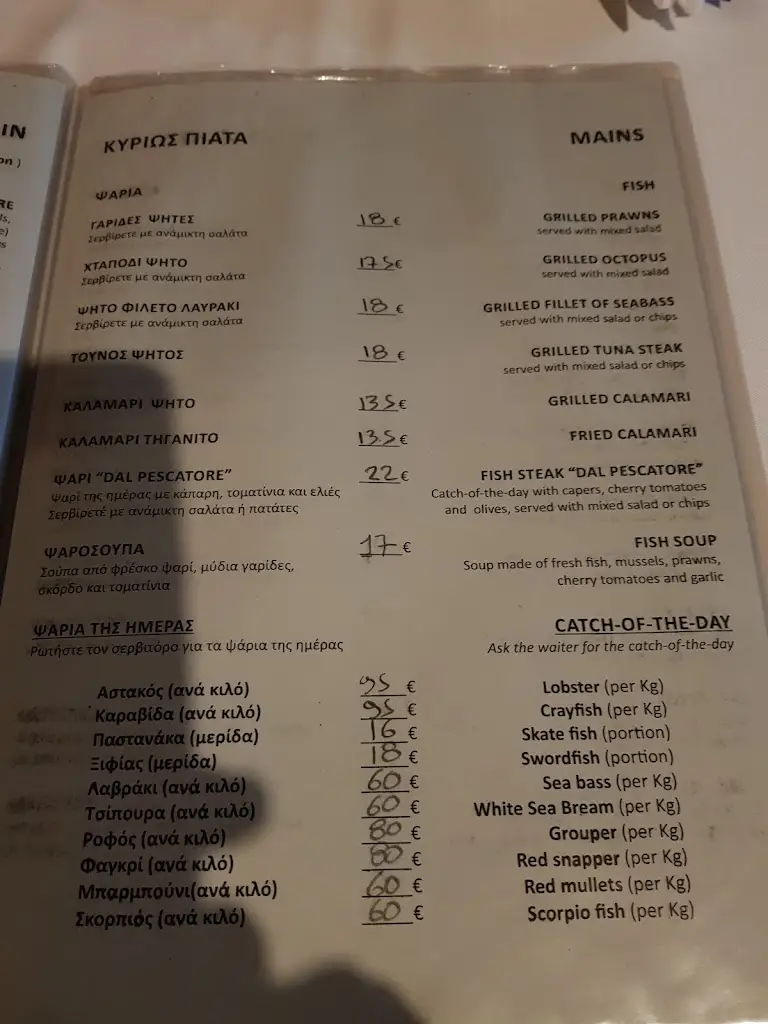 IN
on )
RE
ls,
e)
s
ΚΥΡΙΩΣ ΠΙΑΤΑ MAINS
ΨΑΡΙΑ FISH
ΓΑΡΙΔΕΣ ΨΗΤΕΣ 18 € GRILLED PRAWNS
Σερβίρετε με ανάμικτη σαλάτα served with mixed salad
ΧΤΑΠΟΔΙ ΨΗΤΟ 17.5€ GRILLED OCTOPUS
Σερβίρετε με ανάμικτη σαλάτα served with mixed salad
ΨΗΤΟ ΦΙΛΕΤΟ ΛΑΥΡΑΚΙ 18 € GRILLED FILLET OF SEABASS
Σερβίρετε με ανάμικτη σαλάτα served with mixed salad or chips
ΤΟΥΝΟΣ ΨΗΤΟΣ 18 € GRILLED TUNA STEAK
served with mixed salad or chips
ΚΑΛΑΜΑΡΙ ΨΗΤΟ 13.5€ GRILLED CALAMARI
ΚΑΛΑΜΑΡΙ ΤΗΓΑΝΙΤΟ 13.5€ FRIED CALAMARI
ΨΑΡΙ “DAL PESCATORE” 22 € FISH STEAK “DAL PESCATORE”
Ψαρί της ημέρας με κάπαρη, τοματίνια και ελιές Catch-of-the-day with capers, cherry tomatoes
Σερβίρετέ με ανάμικτη σαλάτα ή πατάτες and olives, served with mixed salad or chips
ΨΑΡΟΣΟΥΠΑ 17 € FISH SOUP
Σούπα από φρέσκο ψαρί, μύδια γαρίδες, Soup made of fresh fish, mussels, prawns,
σκόρδο και τοματίνια cherry tomatoes and garlic
ΨΑΡΙΑ ΤΗΣ ΗΜΕΡΑΣ CATCH-OF-THE-DAY
Ρωτήστε τον σερβιτόρο για τα ψάρια της ημέρας Ask the waiter for the catch-of-the-day
Αστακός (ανά κιλό) 95 € Lobster (per Kg)
Καραβίδα (ανά κιλό) 95 € Crayfish (per Kg)
Παστανάκα (μερίδα) 16 € Skate fish (portion)
Ξιφίας (μερίδα) 18 € Swordfish (portion)
Λαβράκι (ανά κιλό) 60 € Sea bass (per Kg)
Τσίπουρα (ανά κιλό) 60 € White Sea Bream (per Kg)
Ροφός (ανά κιλό) 80 € Grouper (per Kg)
Φαγκρί (ανά κιλό) 80 € Red snapper (per Kg)
Μπαρμπούνι(ανά κιλό) 60 € Red mullets (per Kg)
Σκορπιός (ανά κιλό) 60 € Scorpio fish (per Kg)